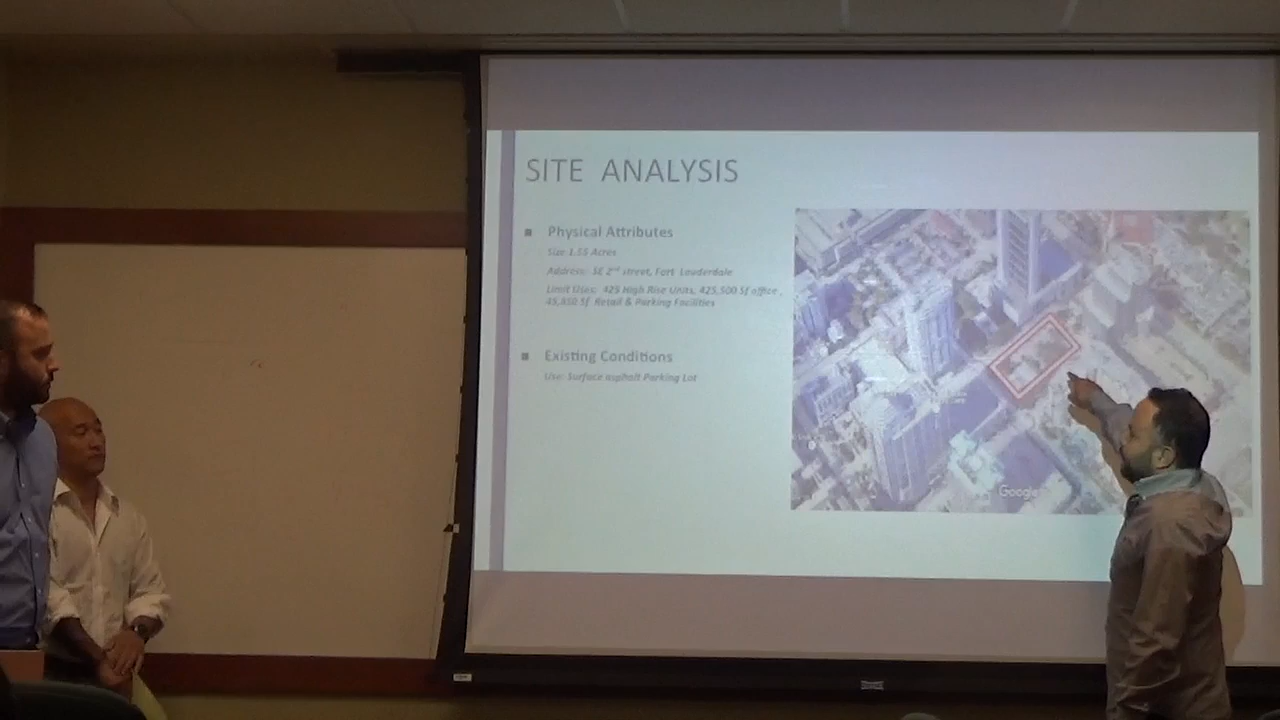 SITE ANALYSIS
Physical Attributes
Size 1.55 Acres
Address: SE 2nd street, Fort Lauderdale
Limit Uses: 425 High Rise Units, 425,500 Sf office,
45,850 Sf Retail & Parking Facilities
Existing Conditions
Use: Surface asphalt Parking Lot
Google